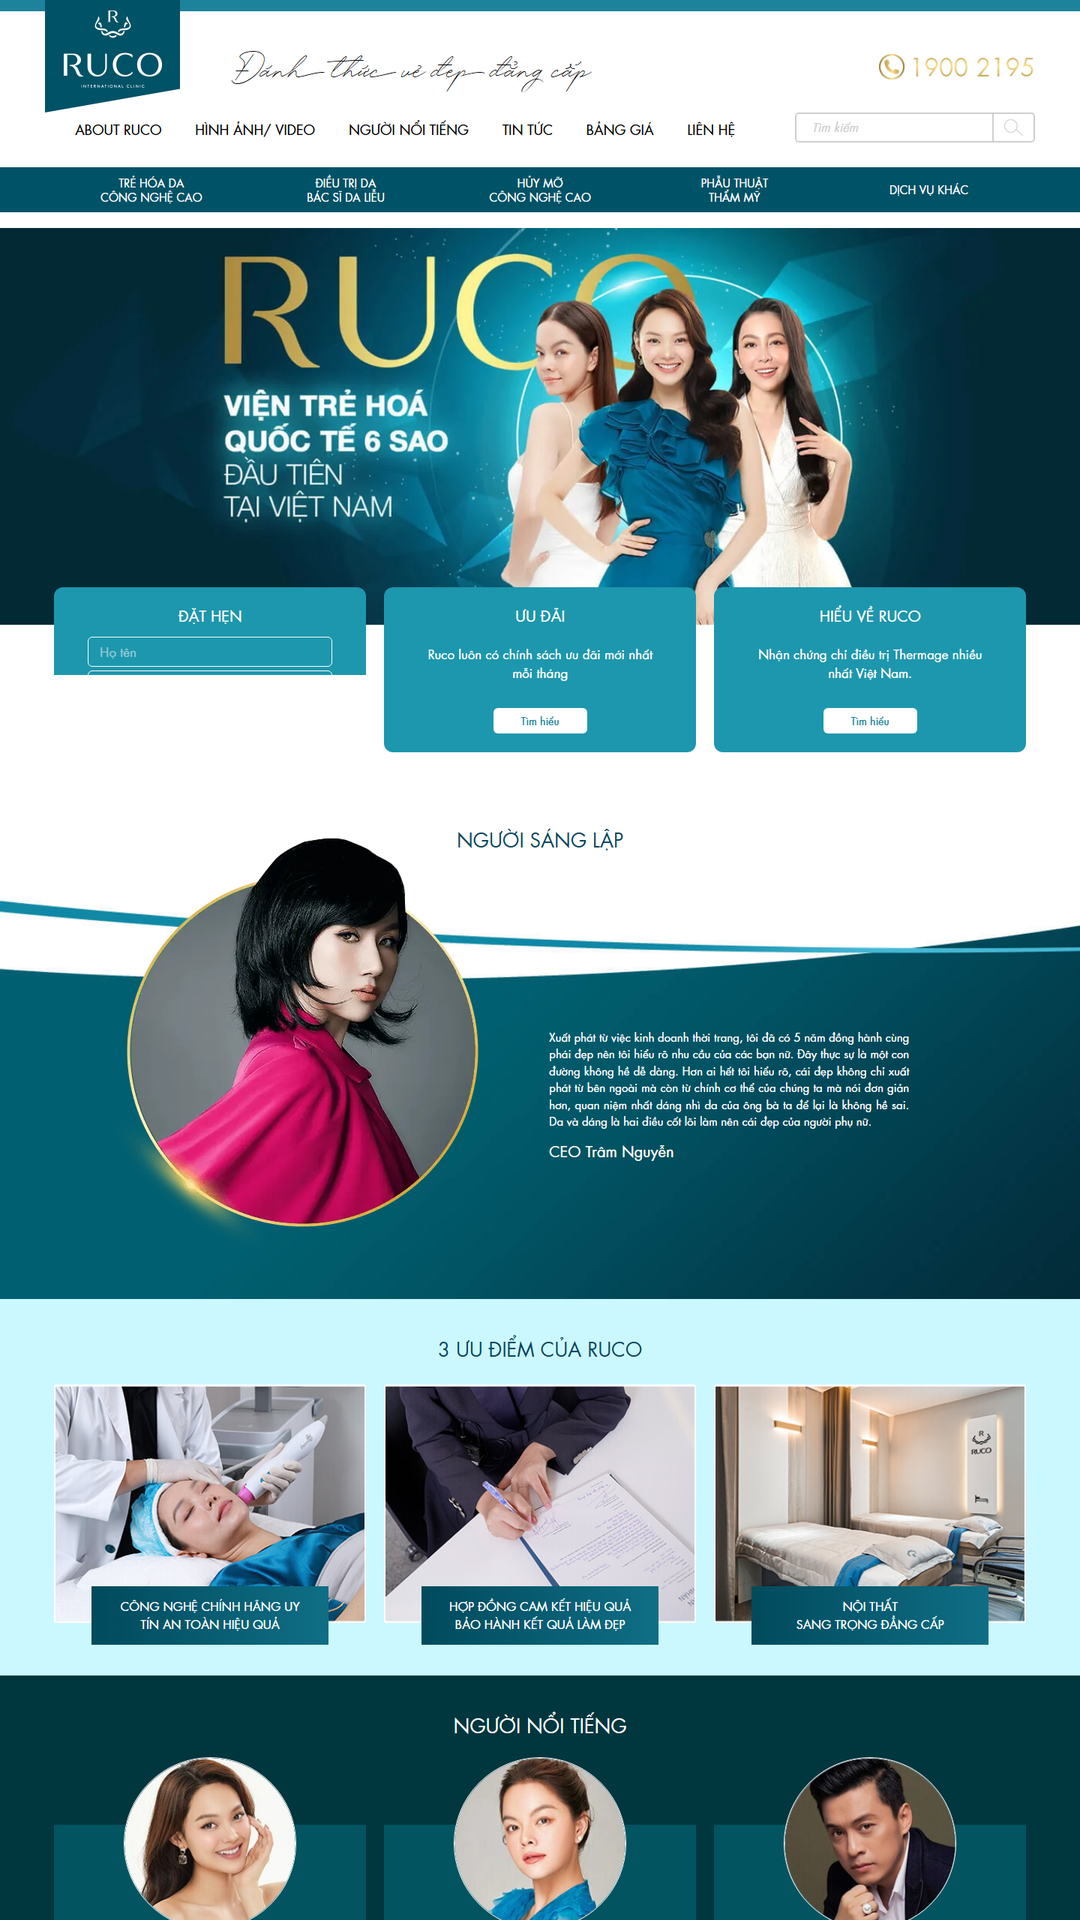 R
RUCO
INTERNATIONAL CLINIC
Đánh thức vẻ đẹp đẳng cấp
1900 2195
ABOUT RUCO
HÌNH ẢNH/ VIDEO
NGƯỜI NỔI TIẾNG
TIN TỨC
BẢNG GIÁ
LIÊN HỆ
Tìm kiếm
TRẺ HÓA DA
CÔNG NGHỆ CAO
ĐIỀU TRỊ DA
BÁC SĨ DA LIỄU
HỦY MỠ
CÔNG NGHỆ CAO
PHẪU THUẬT
THẨM MỸ
DỊCH VỤ KHÁC
RUCO
VIỆN TRẺ HOÁ
QUỐC TẾ 6 SAO
ĐẦU TIÊN
TẠI VIỆT NAM
ĐẶT HẸN
Họ tên
ƯU ĐÃI
Ruco luôn có chính sách ưu đãi mới nhất
mỗi tháng
Tìm hiểu
HIỂU VỀ RUCO
Nhận chứng chỉ điều trị Thermage nhiều
nhất Việt Nam.
Tìm hiểu
NGƯỜI SÁNG LẬP
Xuất phát từ việc kinh doanh thời trang, tôi đã có 5 năm đồng hành cùng
phái đẹp nên tôi hiểu rõ nhu cầu của các bạn nữ. Đây thực sự là một con
đường không hề dễ dàng. Hơn ai hết tôi hiểu rõ, cái đẹp không chỉ xuất
phát từ bên ngoài mà còn từ chính cơ thể của chúng ta mà nói đơn giản
hơn, quan niệm nhất dáng nhì da của ông bà ta để lại là không hề sai.
Da và dáng là hai điều cốt lõi làm nên cái đẹp của người phụ nữ.
CEO Trâm Nguyễn
3 ƯU ĐIỂM CỦA RUCO
R
RUCO
CÔNG NGHỆ CHÍNH HÃNG UY
TÍN AN TOÀN HIỆU QUẢ
HỢP ĐỒNG CAM KẾT HIỆU QUẢ
BẢO HÀNH KẾT QUẢ LÀM ĐẸP
NỘI THẤT
SANG TRỌNG ĐẲNG CẤP
NGƯỜI NỔI TIẾNG